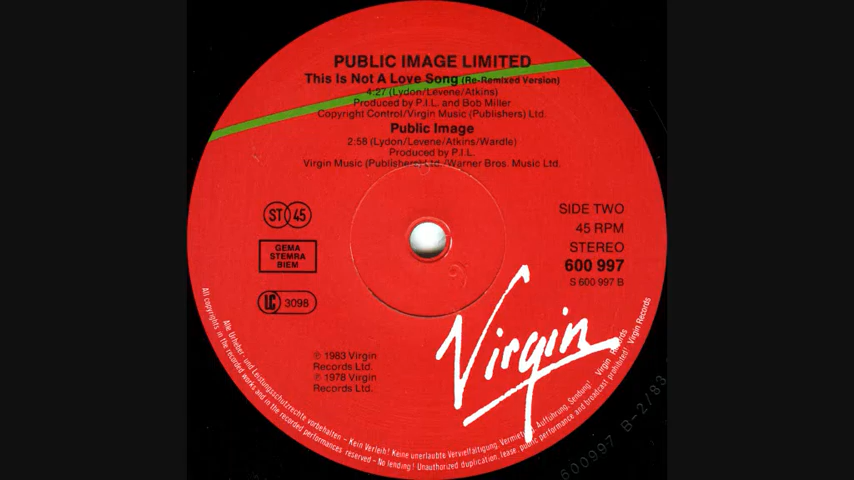 PUBLIC IMAGE LIMITED
This Is Not A Love Song (Re-Remixed Version)
4:27 (Lydon/Levene/Atkins)
Produced by P.I.L. and Bob Miller
Copyright Control/Virgin Music (Publishers) Ltd.
Public Image
2:58 (Lydon/Levene/Atkins/Wardle)
Produced by P.I.L.
Virgin Music (Publishers) Ltd./Warner Bros. Music Ltd.
ST 45
GEMA
STEMRA
BIEM
LC 3098
SIDE TWO
45 RPM
STEREO
600 997
S 600 997 B
℗ 1983 Virgin
Records Ltd.
℗ 1978 Virgin
Records Ltd.
Virgin
Alle Urheber- und Leistungsschutzrechte vorbehalten – Kein Verleih! Keine unerlaubte Vervielfältigung, Vermietung, Aufführung, Sendung! Virgin Records
All copyrights in the recorded works and in the recorded performances reserved – No lending! Unauthorized duplication, lease, public performance and broadcast prohibited! Virgin Records
600997 B-2/83